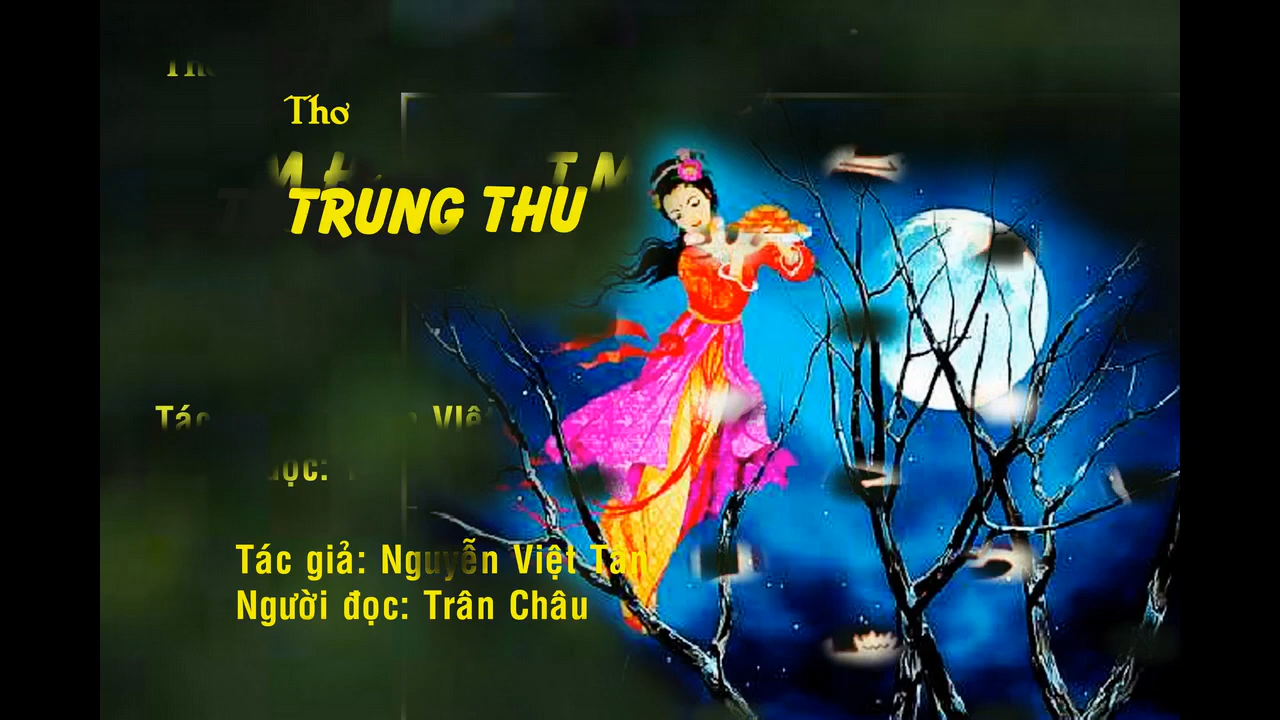 Thơ
TRUNG THU
Tác giả: Nguyễn Việt Tân
Người đọc: Trân Châu